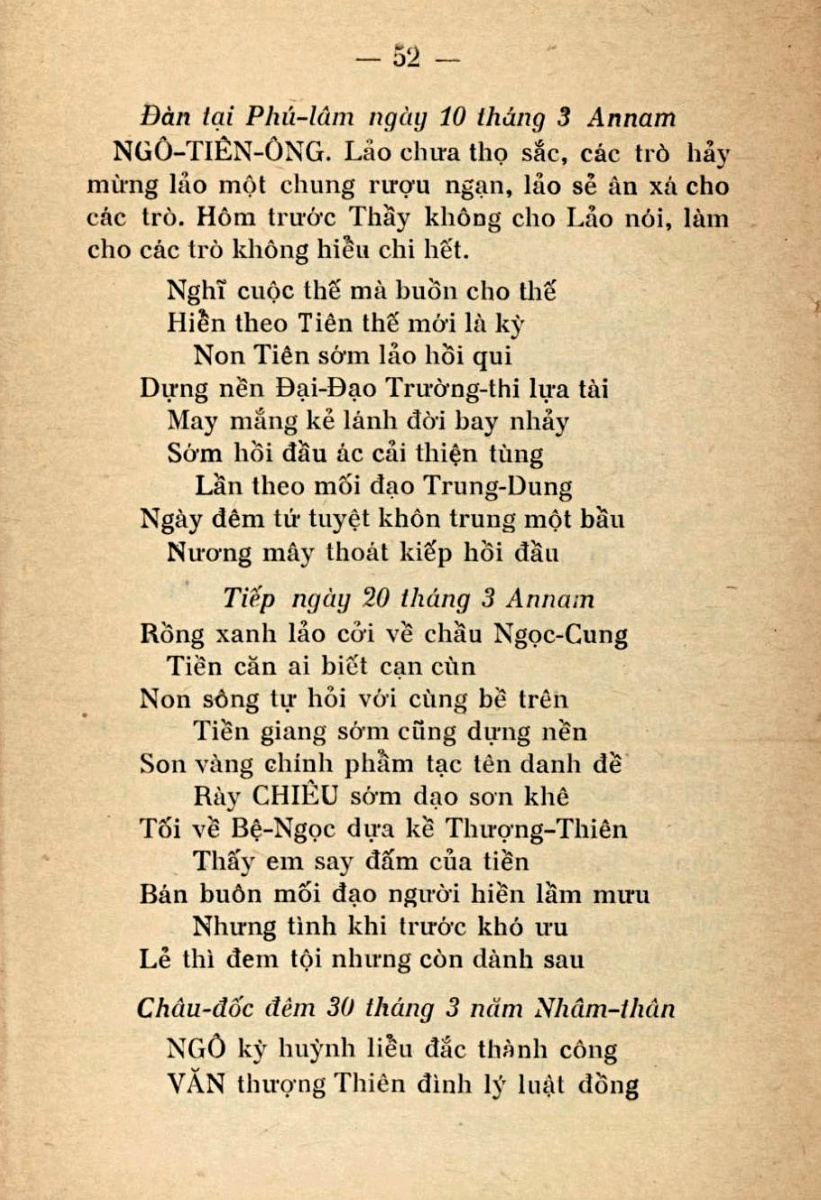 — 52 —
Đàn tại Phú-lâm ngày 10 tháng 3 Annam
NGÔ-TIÊN-ÔNG. Lảo chưa thọ sắc, các trò hảy
mừng lảo một chung rượu ngạn, lảo sẻ ân xá cho
các trò. Hôm trước Thầy không cho Lảo nói, làm
cho các trò không hiểu chi hết.
Nghĩ cuộc thế mà buồn cho thế
Hiền theo Tiên thế mới là kỳ
Non Tiên sớm lảo hồi qui
Dựng nền Đại-Đạo Trường-thi lựa tài
May mắng kẻ lánh đời bay nhảy
Sớm hồi đầu ác cải thiện tùng
Lần theo mối đạo Trung-Dung
Ngày đêm tứ tuyệt khôn trung một bầu
Nương mây thoát kiếp hồi đầu
Tiếp ngày 20 tháng 3 Annam
Rồng xanh lảo cởi về chầu Ngọc-Cung
Tiền căn ai biết cạn cùn
Non sông tự hỏi với cùng bề trên
Tiền giang sớm cũng dựng nền
Son vàng chính phẩm tạc tên danh đề
Rày CHIÊU sớm dạo sơn khê
Tối về Bệ-Ngọc dựa kề Thượng-Thiên
Thấy em say đấm của tiền
Bán buôn mối đạo người hiền lầm mưu
Nhưng tình khi trước khó ưu
Lẻ thì đem tội nhưng còn dành sau
Châu-đốc đêm 30 tháng 3 năm Nhâm-thân
NGÔ kỳ huỳnh liễu đắc thành công
VĂN thượng Thiên đình lý luật đồng